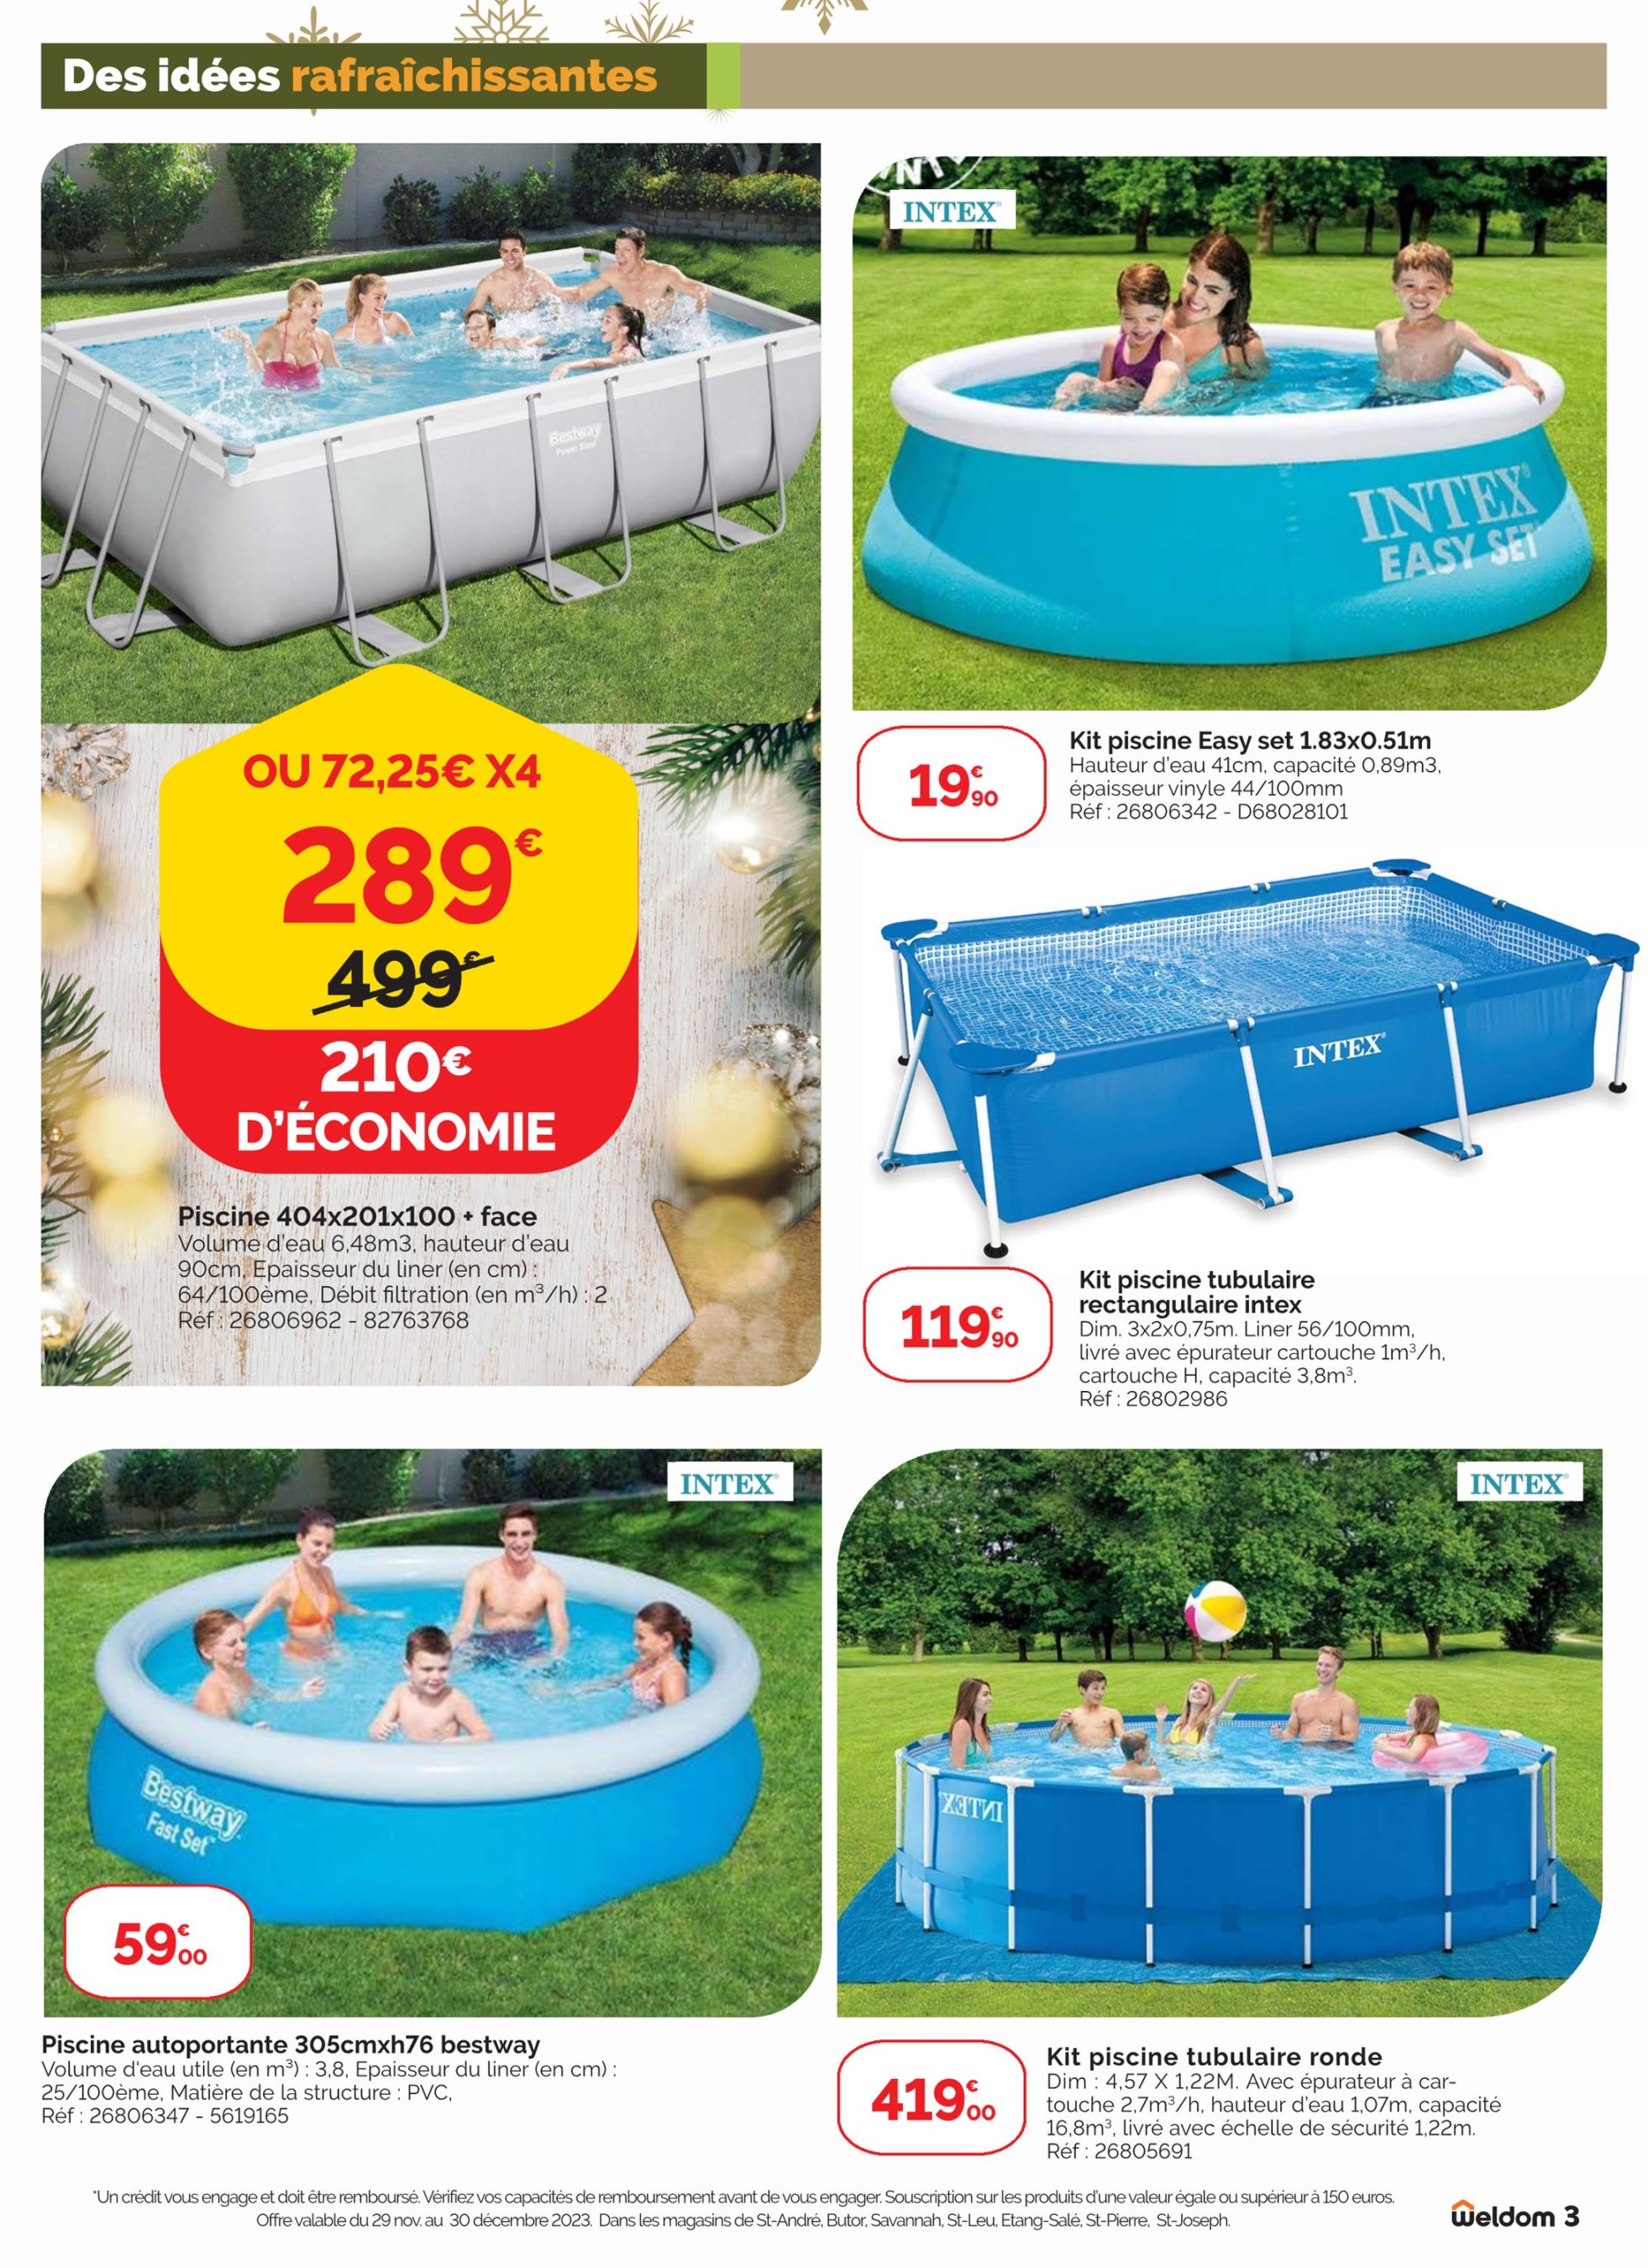 Des idées rafraîchissantes
Bestway
Power Steel
INTEX
INTEX
EASY SET
OU 72,25€ X4
289€
499€
210€
D'ÉCONOMIE
Piscine 404x201x100 + face
Volume d'eau 6,48m3, hauteur d'eau
90cm, Epaisseur du liner (en cm) :
64/100ème, Débit filtration (en m³/h) : 2
Réf : 26806962 - 82763768
19€90
Kit piscine Easy set 1.83x0.51m
Hauteur d'eau 41cm, capacité 0,89m3,
épaisseur vinyle 44/100mm
Réf : 26806342 - D68028101
INTEX
119€90
Kit piscine tubulaire
rectangulaire intex
Dim. 3x2x0,75m. Liner 56/100mm,
livré avec épurateur cartouche 1m³/h,
cartouche H, capacité 3,8m³.
Réf : 26802986
INTEX
Bestway
Fast Set
59€00
Piscine autoportante 305cmxh76 bestway
Volume d'eau utile (en m³) : 3,8, Epaisseur du liner (en cm) :
25/100ème, Matière de la structure : PVC,
Réf : 26806347 - 5619165
INTEX
INTEX
419€00
Kit piscine tubulaire ronde
Dim : 4,57 X 1,22M. Avec épurateur à car-
touche 2,7m³/h, hauteur d'eau 1,07m, capacité
16,8m³, livré avec échelle de sécurité 1,22m.
Réf : 26805691
*Un crédit vous engage et doit être remboursé. Vérifiez vos capacités de remboursement avant de vous engager. Souscription sur les produits d'une valeur égale ou supérieur à 150 euros.
Offre valable du 29 nov. au 30 décembre 2023. Dans les magasins de St-André, Butor, Savannah, St-Leu, Etang-Salé, St-Pierre, St-Joseph.
weldom 3